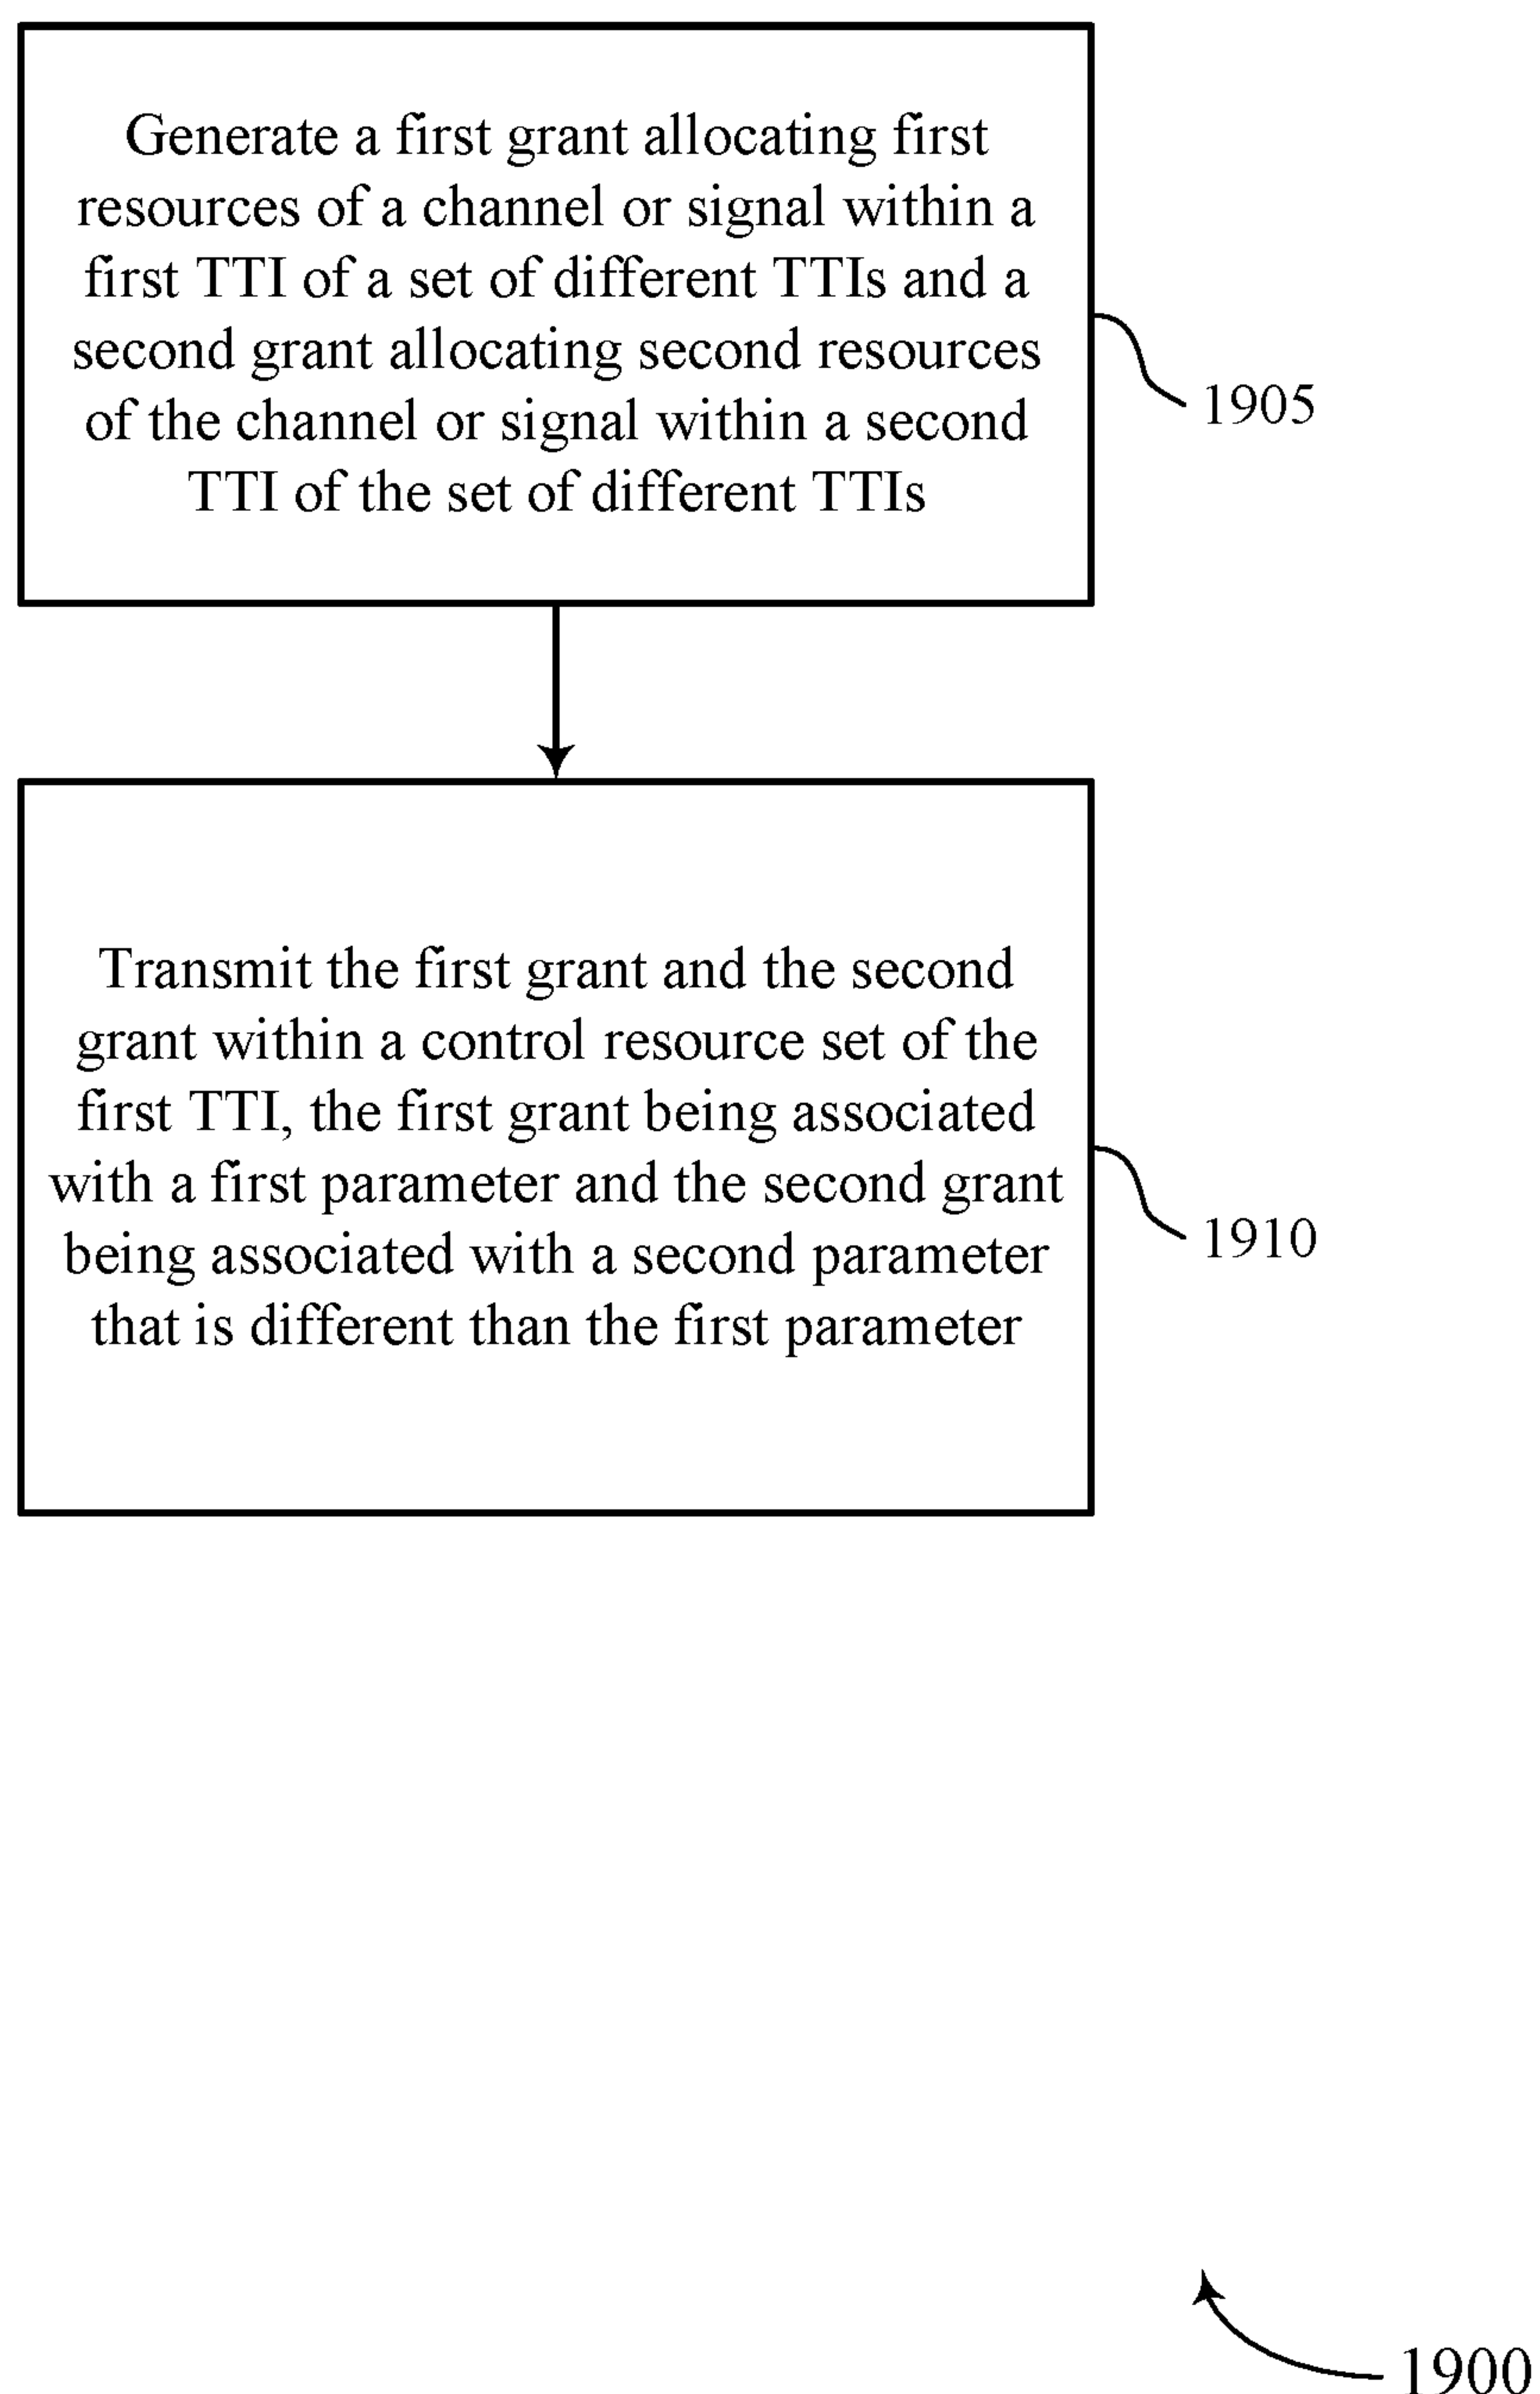 Generate a first grant allocating first
resources of a channel or signal within a
first TTI of a set of different TTIs and a
second grant allocating second resources
of the channel or signal within a second
TTI of the set of different TTIs
1905
Transmit the first grant and the second
grant within a control resource set of the
first TTI, the first grant being associated
with a first parameter and the second grant
being associated with a second parameter
that is different than the first parameter
1910
1900